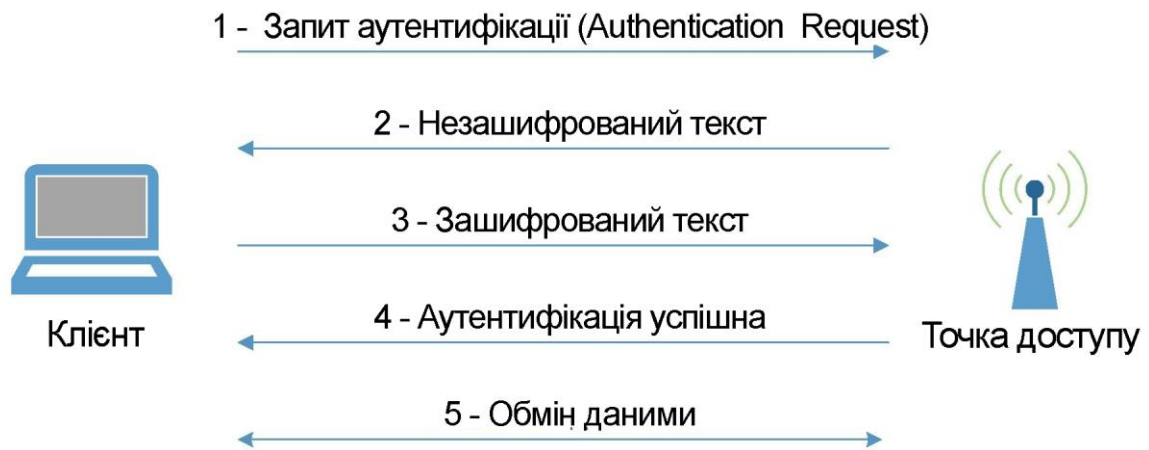 1 - Запит аутентифікації (Authentication Request)
2 - Незашифрований текст
3 - Зашифрований текст
4 - Аутентифікація успішна
Клієнт
Точка доступу
5 - Обмін даними